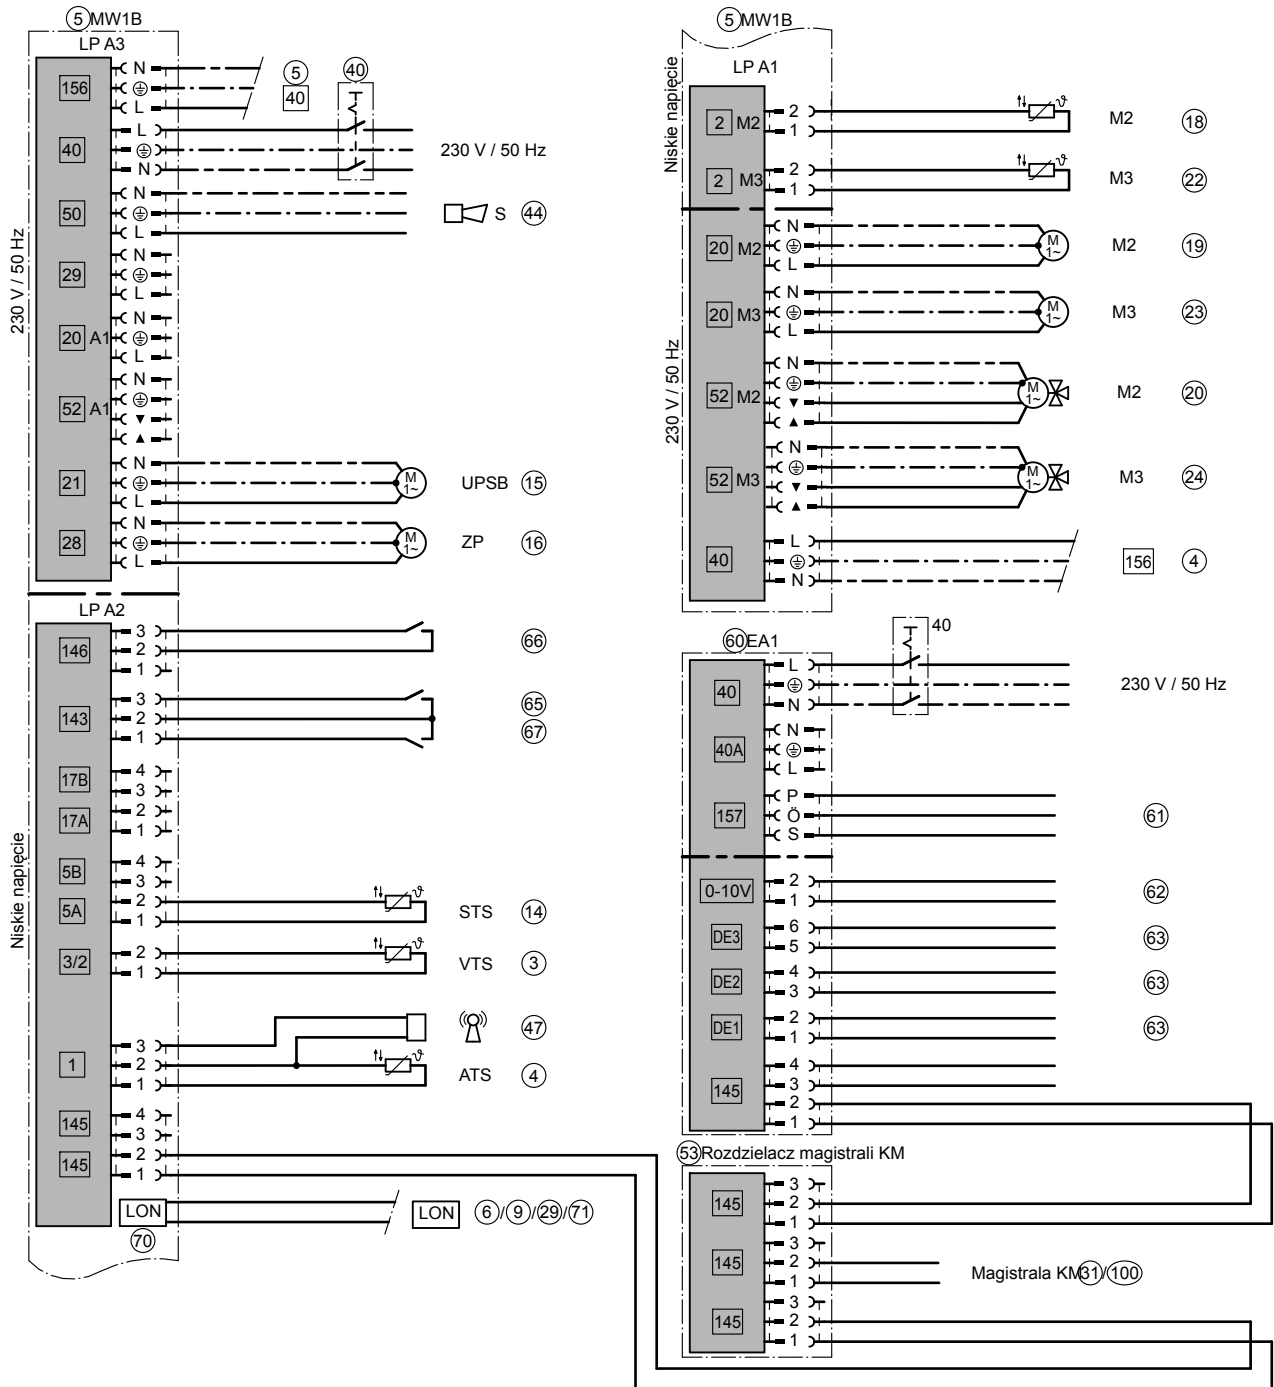 5 MW1B
LP A3
230 V / 50 Hz
156
N
L
5
40
40
40
L
N
230 V / 50 Hz
50
N
L
S 44
29
N
L
20 A1
N
L
52 A1
N
21
N
L
M
1~
UPSB 15
28
N
L
M
1~
ZP 16
LP A2
Niskie napięcie
146
3
2
1
66
143
3
2
1
65
67
17B
4
3
17A
2
1
5B
4
3
5A
2
1
ϑ
STS 14
3/2
2
1
ϑ
VTS 3
1
3
2
1
47
ϑ
ATS 4
145
4
3
145
2
1
LON
70
LON 6/9/29/71
5 MW1B
LP A1
Niskie napięcie
2 M2
2
1
ϑ
M2 18
2 M3
2
1
ϑ
M3 22
230 V / 50 Hz
20 M2
N
L
M
1~
M2 19
20 M3
N
L
M
1~
M3 23
52 M2
N
M
1~
M2 20
52 M3
N
M
1~
M3 24
40
L
N
156 4
60 EA1
40
40
L
N
230 V / 50 Hz
40A
N
L
157
P
Ö
S
61
0-10V
2
1
62
DE3
6
5
63
DE2
4
3
63
DE1
2
1
63
145
4
3
2
1
53 Rozdzielacz magistrali KM
145
3
2
1
145
3
2
1
Magistrala KM 31/100
145
3
2
1